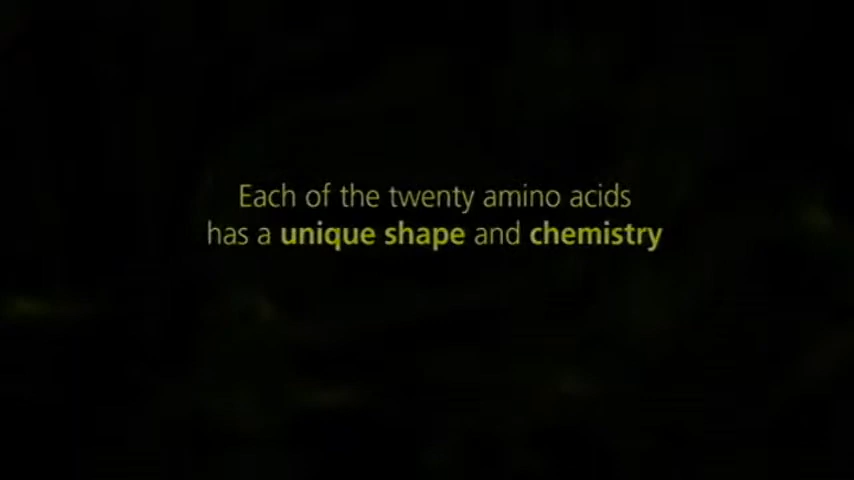 Each of the twenty amino acids
has a unique shape and chemistry